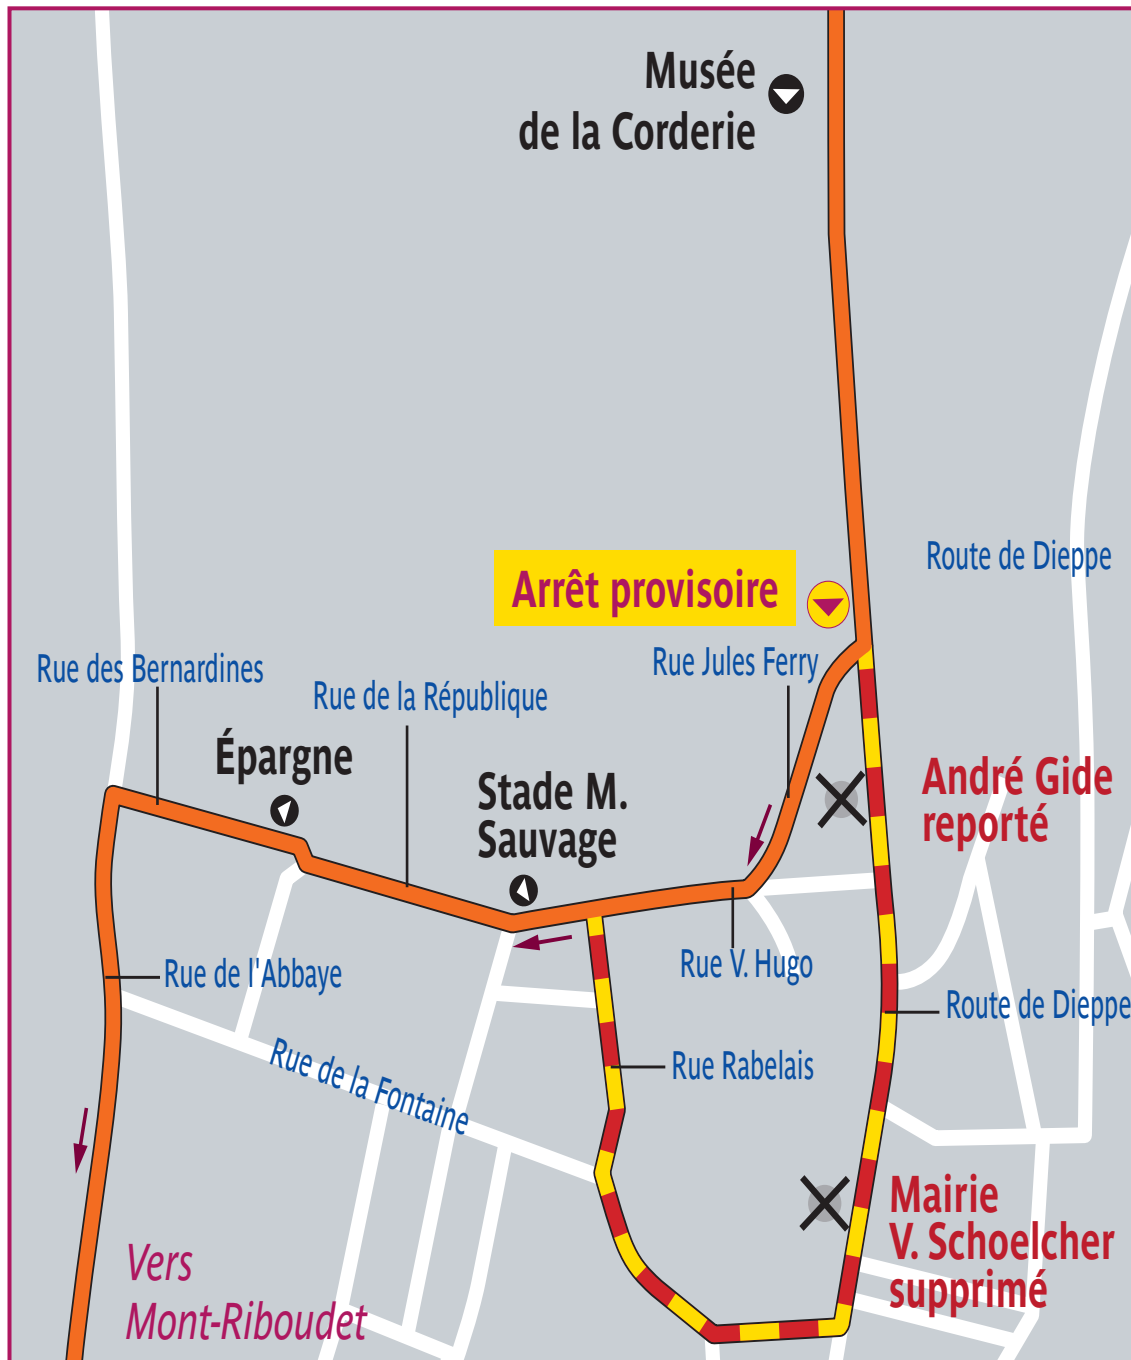 Musée
de la Corderie
Route de Dieppe
Arrêt provisoire
Rue Jules Ferry
Rue des Bernardines
Rue de la République
Épargne
Stade M.
Sauvage
André Gide
reporté
Rue de l'Abbaye
Rue V. Hugo
Route de Dieppe
Rue de la Fontaine
Rue Rabelais
Mairie
V. Schoelcher
supprimé
Vers
Mont-Riboudet